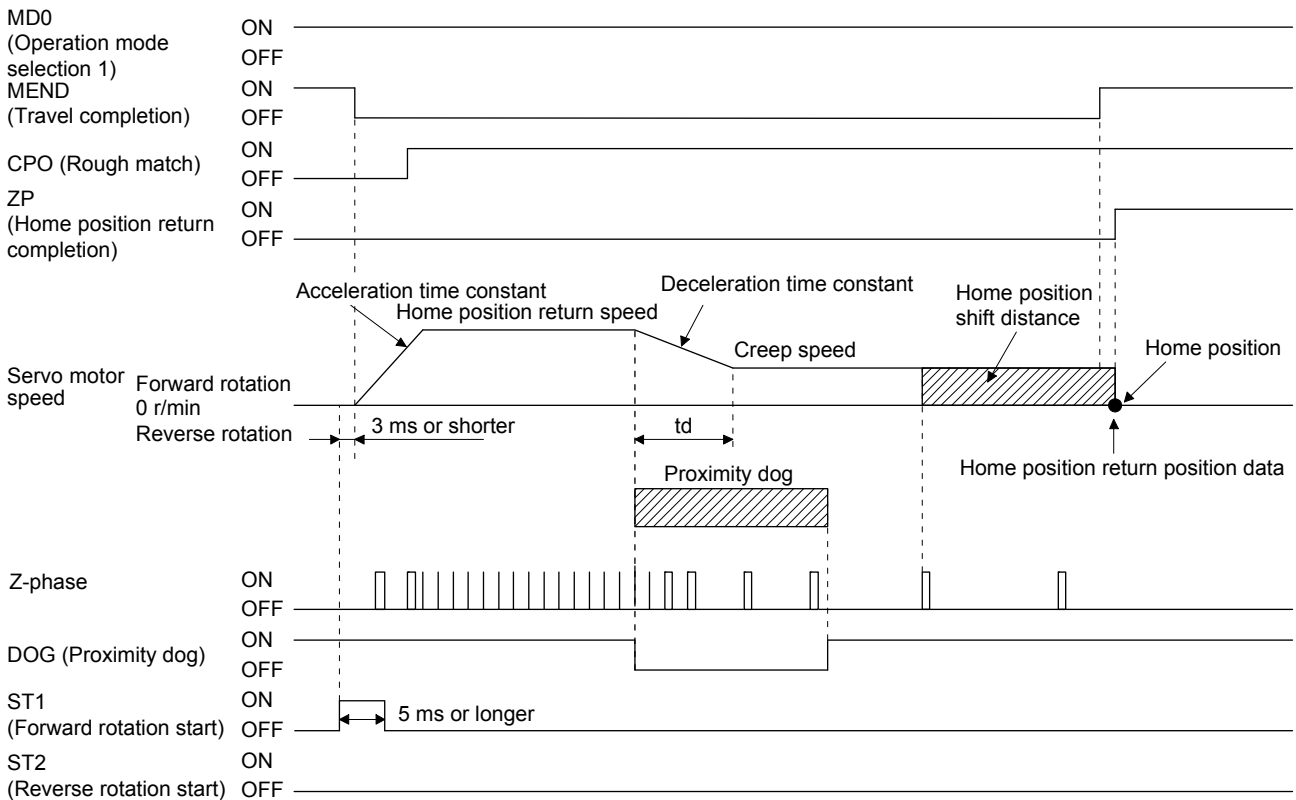 MD0
(Operation mode
selection 1)
ON
OFF
MEND
(Travel completion)
ON
OFF
CPO (Rough match)
ON
OFF
ZP
(Home position return
completion)
ON
OFF
Acceleration time constant
Home position return speed
Deceleration time constant
Creep speed
Home position
shift distance
Home position
Servo motor
speed
Forward rotation
0 r/min
Reverse rotation
3 ms or shorter
td
Home position return position data
Proximity dog
Z-phase
ON
OFF
DOG (Proximity dog)
ON
OFF
ST1
(Forward rotation start)
ON
OFF
5 ms or longer
ST2
(Reverse rotation start)
ON
OFF